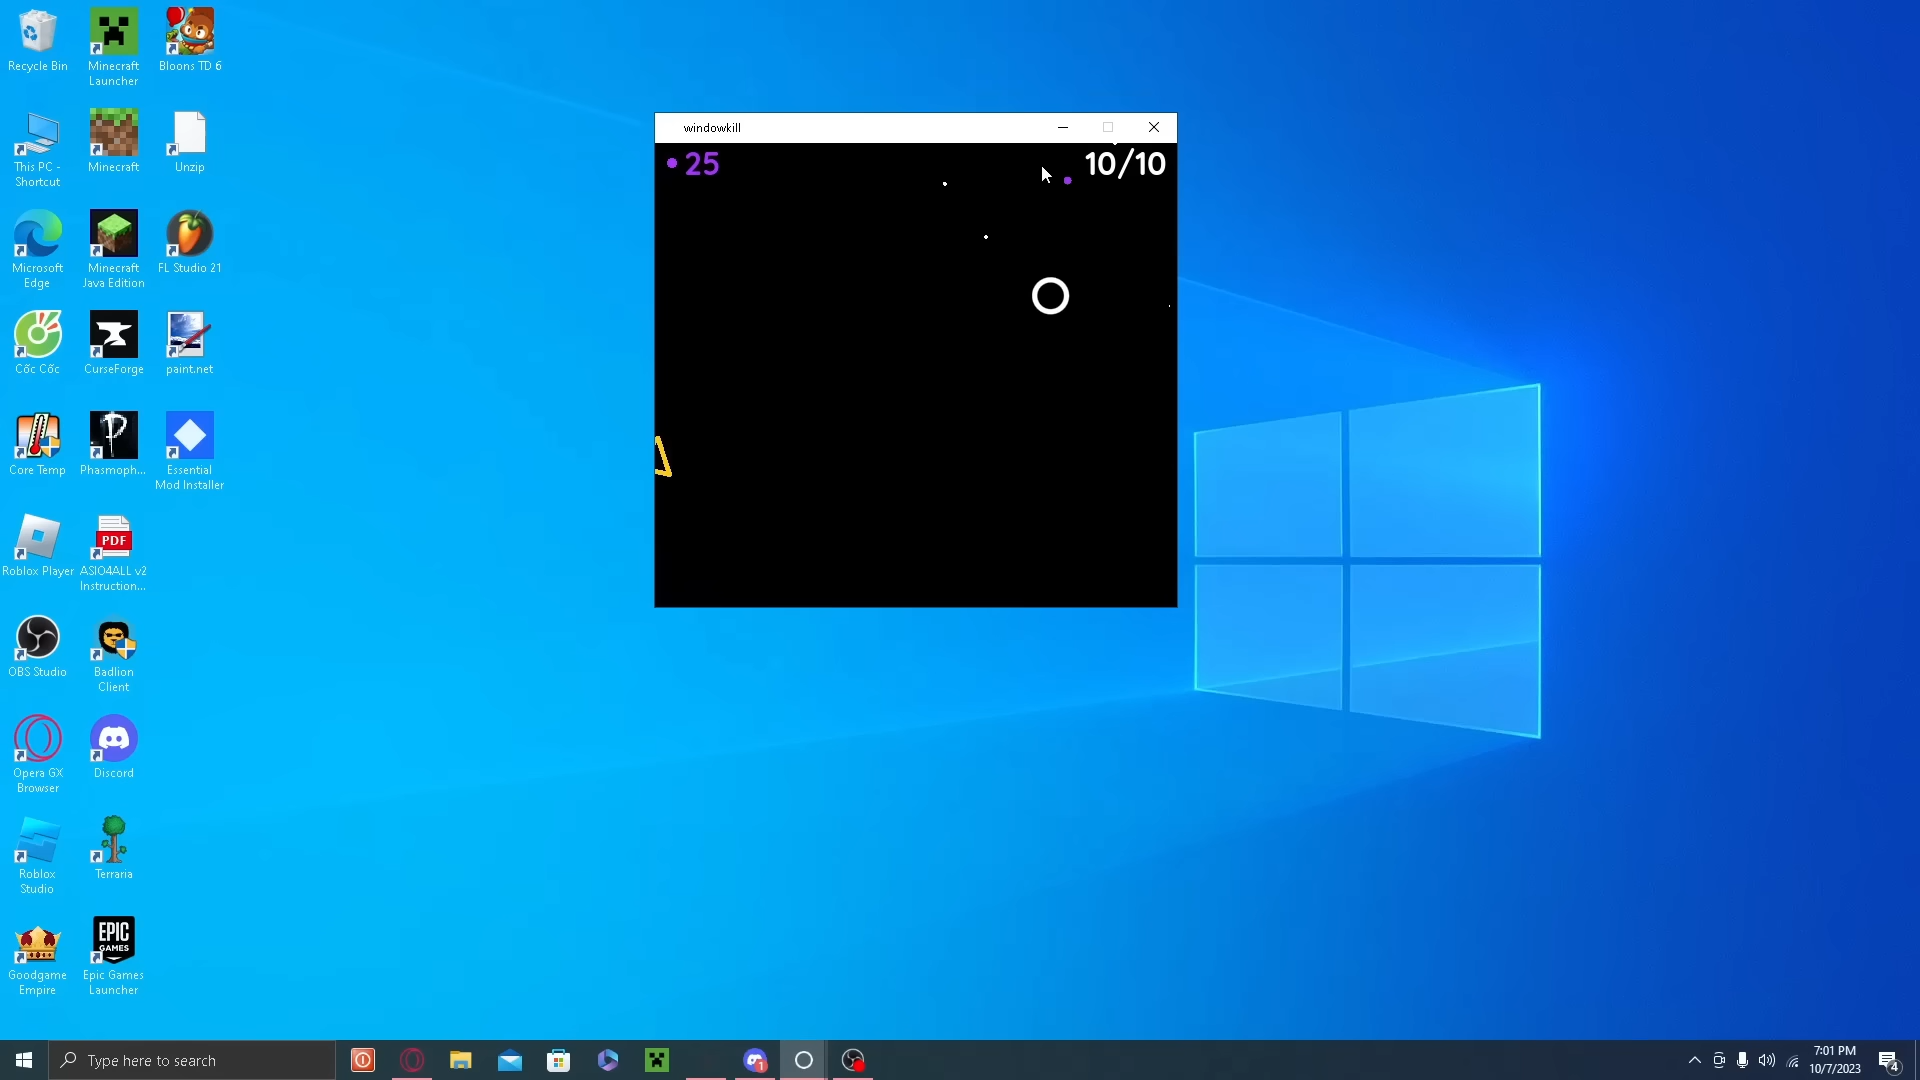 Recycle Bin
Minecraft
Launcher
Bloons TD 6
This PC -
Shortcut
Minecraft
Unzip
Microsoft
Edge
Minecraft
Java Edition
FL Studio 21
Cốc Cốc
CurseForge
paint.net
Core Temp
Phasmoph...
Essential
Mod Installer
Roblox Player
PDF
ASIO4ALL v2
Instruction...
OBS Studio
Badlion
Client
Opera GX
Browser
Discord
Roblox
Studio
Terraria
Goodgame
Empire
EPIC
GAMES
Epic Games
Launcher
windowkill
25
10/10
Type here to search
1
7:01 PM
10/7/2023
4